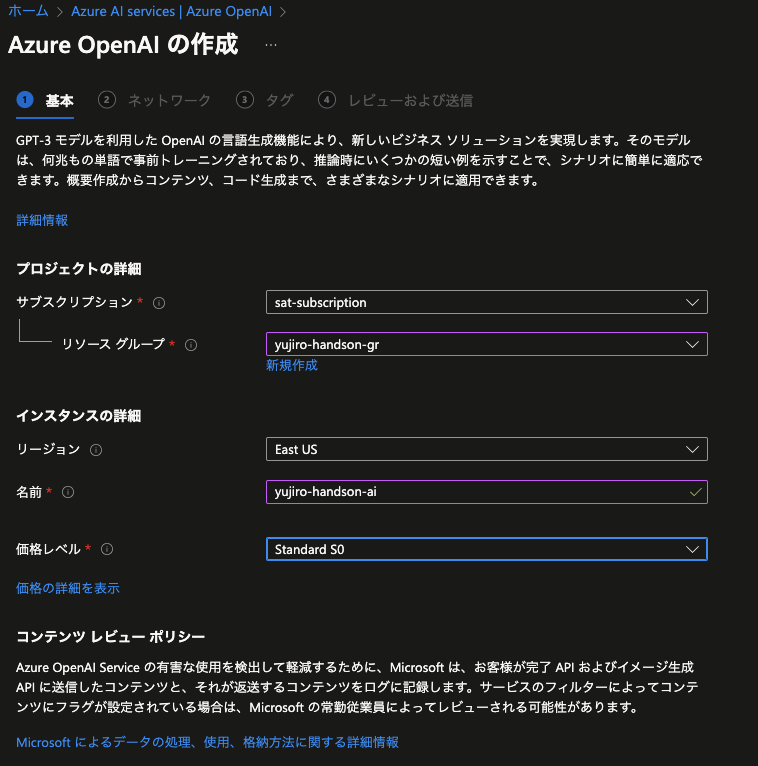 ホーム > Azure AI services | Azure OpenAI >
Azure OpenAI の作成 ...
1 基本 2 ネットワーク 3 タグ 4 レビューおよび送信
GPT-3 モデルを利用した OpenAI の言語生成機能により、新しいビジネス ソリューションを実現します。そのモデル
は、何兆もの単語で事前トレーニングされており、推論時にいくつかの短い例を示すことで、シナリオに簡単に適応で
きます。概要作成からコンテンツ、コード生成まで、さまざまなシナリオに適用できます。
詳細情報
プロジェクトの詳細
サブスクリプション * sat-subscription
リソース グループ * yujiro-handson-gr
新規作成
インスタンスの詳細
リージョン East US
名前 * yujiro-handson-ai
価格レベル * Standard S0
価格の詳細を表示
コンテンツ レビュー ポリシー
Azure OpenAI Service の有害な使用を検出して軽減するために、Microsoft は、お客様が完了 API およびイメージ生成
API に送信したコンテンツと、それが返送するコンテンツをログに記録します。サービスのフィルターによってコンテ
ンツにフラグが設定されている場合は、Microsoft の常勤従業員によってレビューされる可能性があります。
Microsoft によるデータの処理、使用、格納方法に関する詳細情報